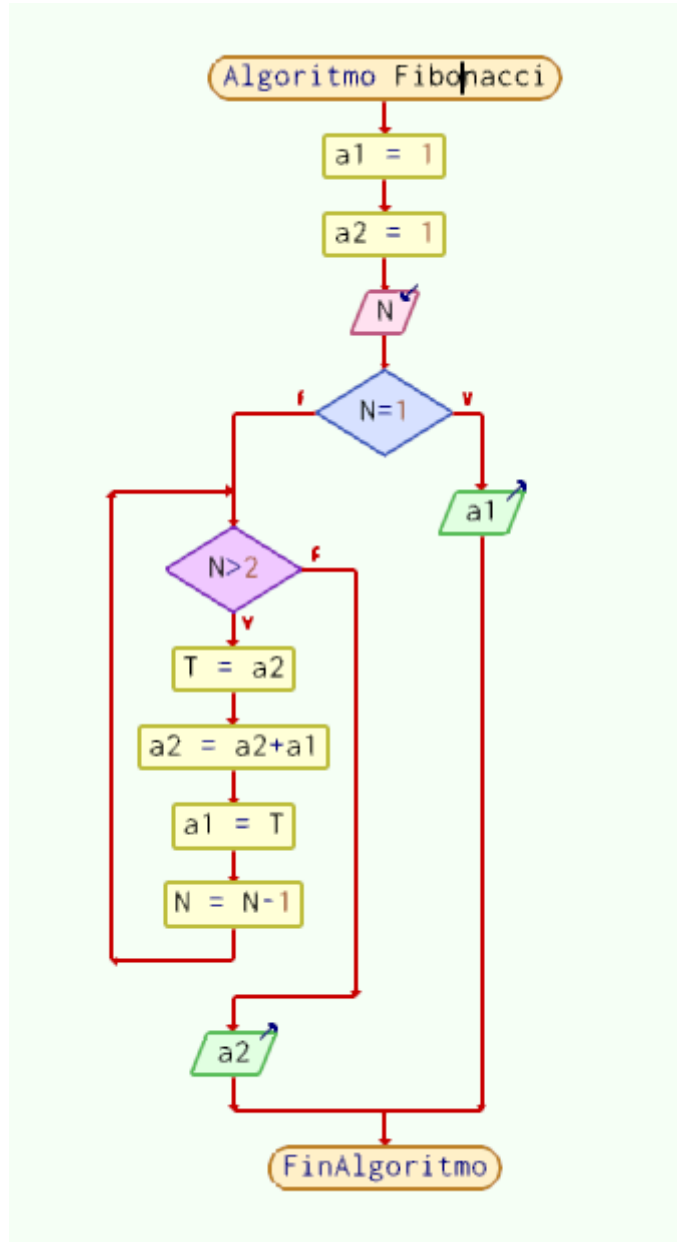 Algoritmo Fibonacci
a1 = 1
a2 = 1
N
N=1
F
V
a1
N>2
F
V
T = a2
a2 = a2+a1
a1 = T
N = N-1
a2
FinAlgoritmo